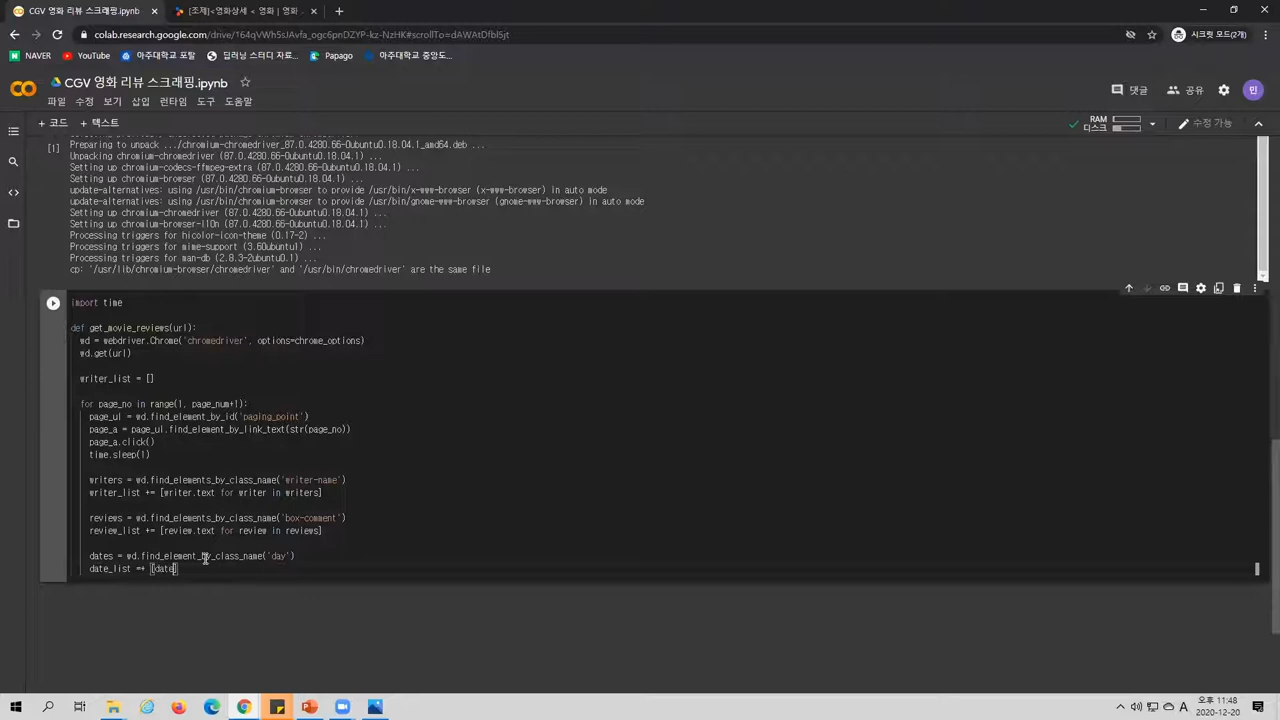 CGV 영화 리뷰 스크래핑.ipynb
[조제]<영화상세 < 영화 | 영화
colab.research.google.com/drive/164qVWh5sJAvfa_ogc6pnDZYP-kz-NzHK#scrollTo=dAWAtDfbI5jt
시크릿 모드(2개)
NAVER
YouTube
아주대학교 포탈
딥러닝 스터디 자료...
Papago
아주대학교 중앙도...
CGV 영화 리뷰 스크래핑.ipynb
댓글
공유
민
파일 수정 보기 삽입 런타임 도구 도움말
+ 코드 + 텍스트
RAM
디스크
수정 가능
[1]
Preparing to unpack .../chromium-chromedriver_87.0.4280.66-0ubuntu0.18.04.1_amd64.deb ...
Unpacking chromium-chromedriver (87.0.4280.66-0ubuntu0.18.04.1) ...
Setting up chromium-codecs-ffmpeg-extra (87.0.4280.66-0ubuntu0.18.04.1) ...
Setting up chromium-browser (87.0.4280.66-0ubuntu0.18.04.1) ...
update-alternatives: using /usr/bin/chromium-browser to provide /usr/bin/x-www-browser (x-www-browser) in auto mode
update-alternatives: using /usr/bin/chromium-browser to provide /usr/bin/gnome-www-browser (gnome-www-browser) in auto mode
Setting up chromium-chromedriver (87.0.4280.66-0ubuntu0.18.04.1) ...
Setting up chromium-browser-l10n (87.0.4280.66-0ubuntu0.18.04.1) ...
Processing triggers for hicolor-icon-theme (0.17-2) ...
Processing triggers for mime-support (3.60ubuntu1) ...
Processing triggers for man-db (2.8.3-2ubuntu0.1) ...
cp: '/usr/lib/chromium-browser/chromedriver' and '/usr/bin/chromedriver' are the same file
import time
def get_movie_reviews(url):
wd = webdriver.Chrome('chromedriver', options=chrome_options)
wd.get(url)
writer_list = []
for page_no in range(1, page_num+1):
page_ul = wd.find_element_by_id('paging_point')
page_a = page_ul.find_element_by_link_text(str(page_no))
page_a.click()
time.sleep(1)
writers = wd.find_elements_by_class_name('writer-name')
writer_list += [writer.text for writer in writers]
reviews = wd.find_elements_by_class_name('box-comment')
review_list += [review.text for review in reviews]
dates = wd.find_element_by_class_name('day')
date_list =+ [date]
A
오후 11:48
2020-12-20